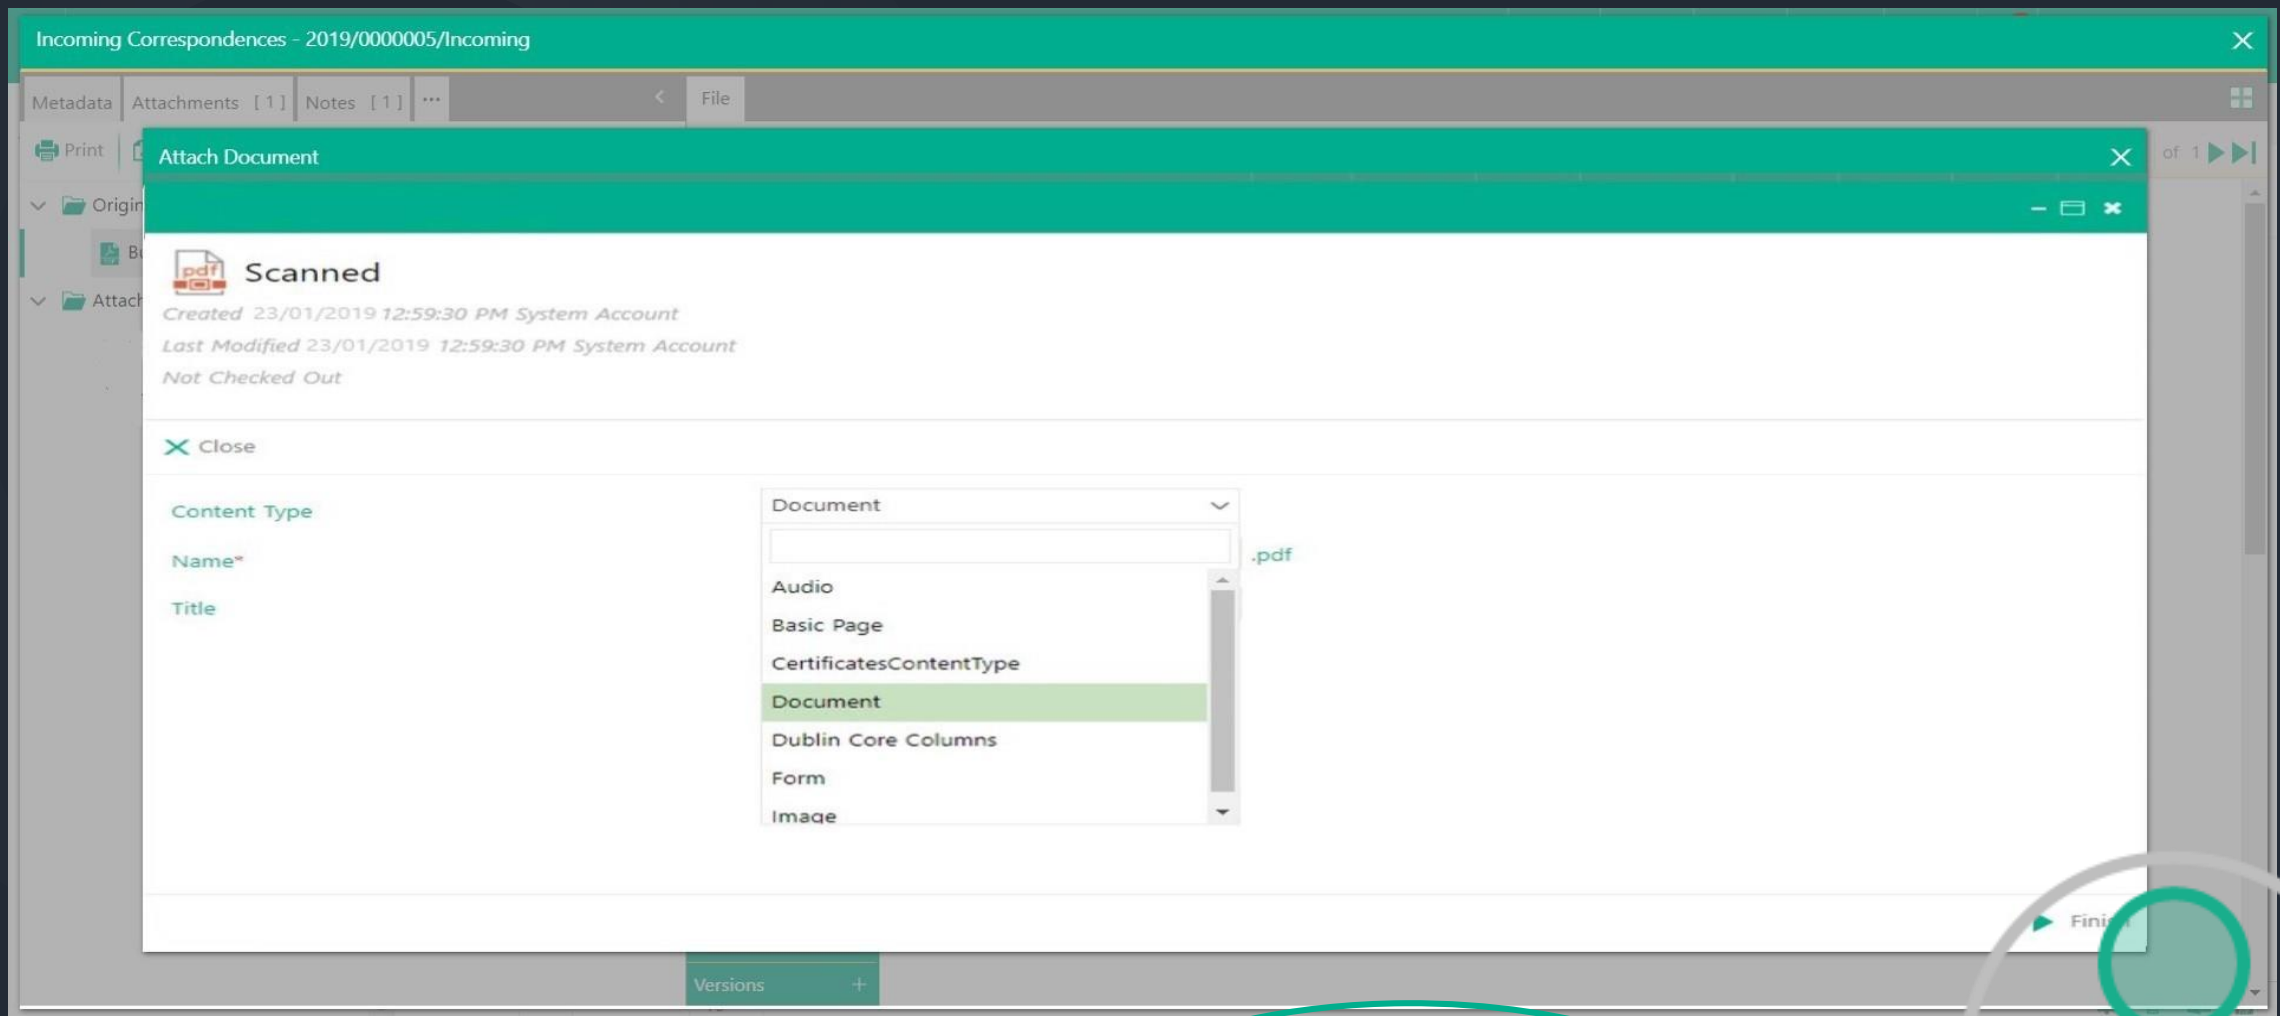 Incoming Correspondences - 2019/0000005/Incoming
Metadata Attachments [ 1 ] Notes [ 1 ] ... File
Print
Attach Document
of 1
Scanned
Created 23/01/2019 12:59:30 PM System Account
Last Modified 23/01/2019 12:59:30 PM System Account
Not Checked Out
Close
Content Type
Document
Name*
.pdf
Title
Audio
Basic Page
CertificatesContentType
Document
Dublin Core Columns
Form
Image
Versions +